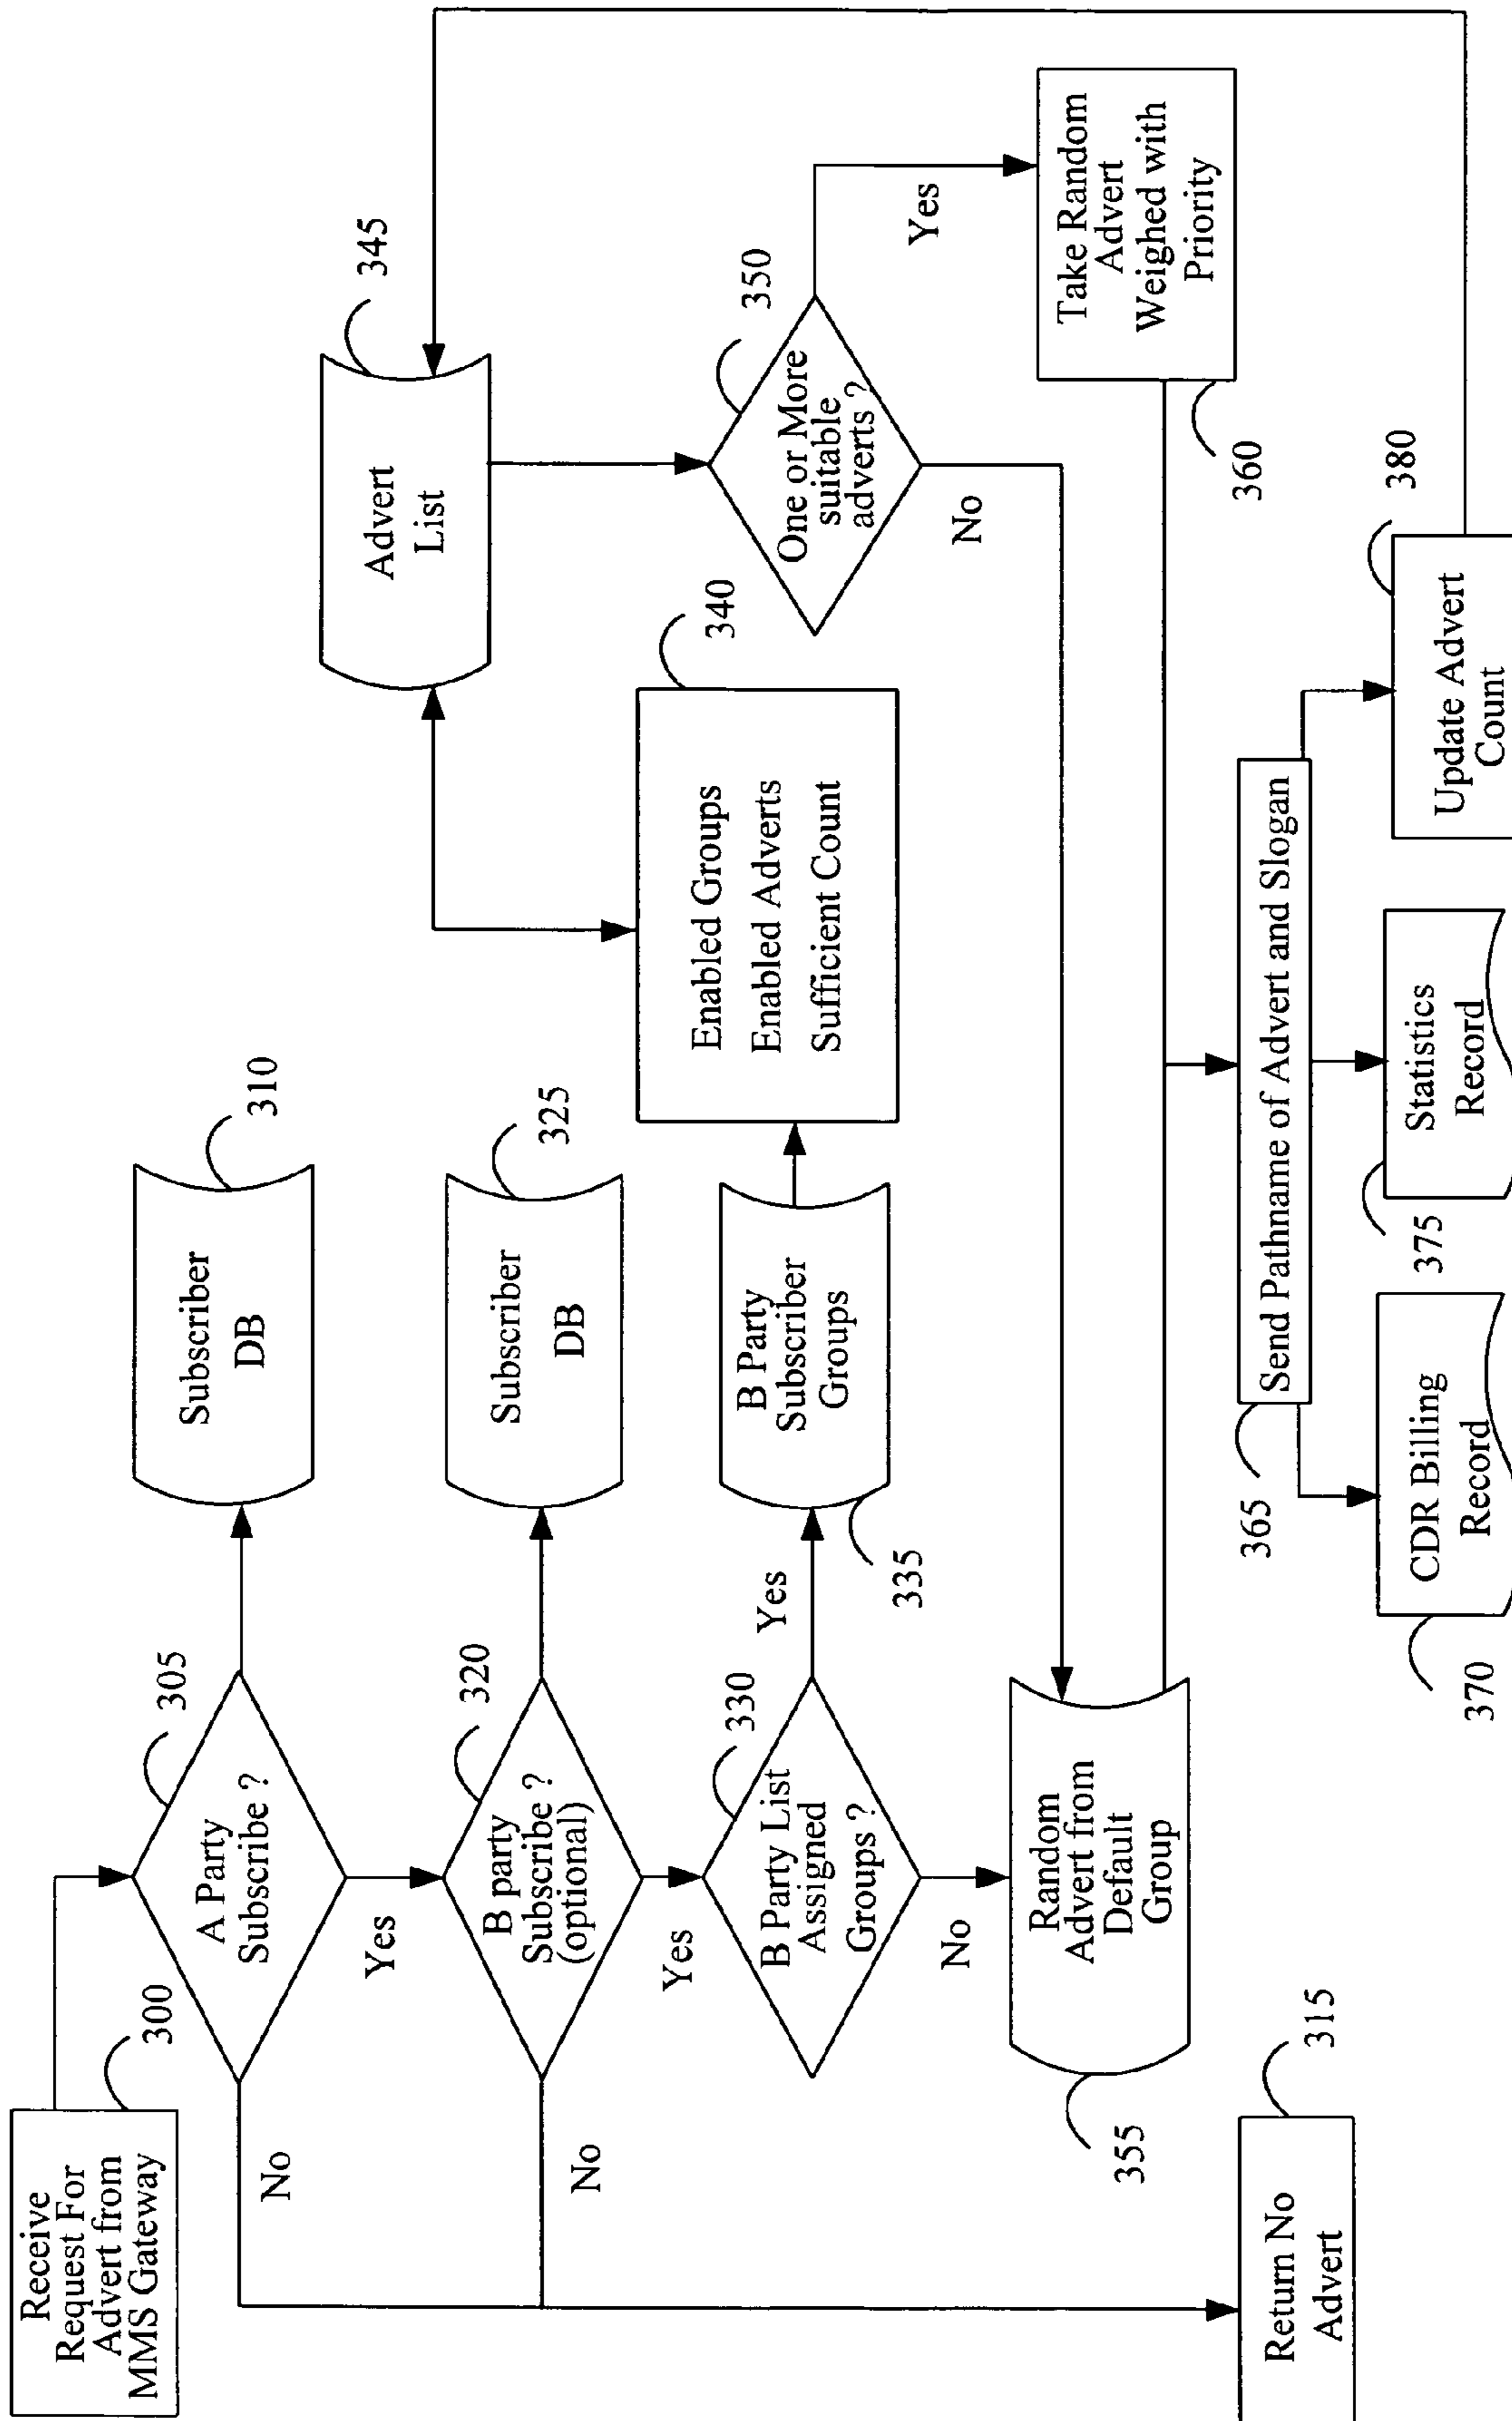 Receive
Request For
Advert from
MMS Gateway
300
A Party
Subscribe ?
305
No
Yes
Subscriber
DB
310
B party
Subscribe ?
(optional)
320
No
Yes
Subscriber
DB
325
B Party List
Assigned
Groups ?
330
Yes
No
B Party
Subscriber
Groups
335
Enabled Groups
Enabled Adverts
Sufficient Count
340
Advert
List
345
One or More
suitable
adverts ?
350
Yes
No
Random
Advert from
Default
Group
355
Take Random
Advert
Weighed with
Priority
360
Return No
Advert
315
Send Pathname of Advert and Slogan
365
CDR Billing
Record
370
Statistics
Record
375
Update Advert
Count
380